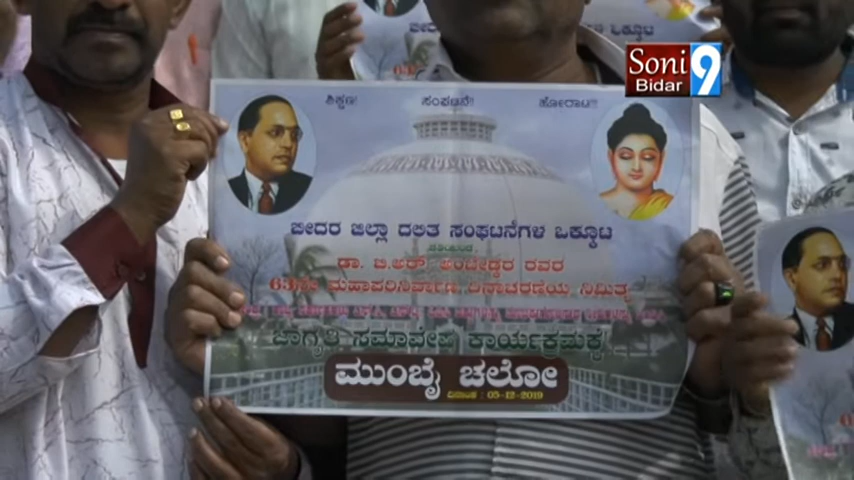 Soni 9
Bidar
ಶಿಕ್ಷಣ! ಸಂಘಟನೆ!! ಹೋರಾಟ!!!
ಬೀದರ ಜಿಲ್ಲಾ ದಲಿತ ಸಂಘಟನೆಗಳ ಒಕ್ಕೂಟ
ಡಾ. ಬಿ.ಆರ್ ಅಂಬೇಡ್ಕರ ರವರ
63ನೇ ಮಹಾಪರಿನಿರ್ವಾಣ ದಿನಾಚರಣೆಯ ನಿಮಿತ್ಯ
ಜಾಗೃತಿ ಸಮಾವೇಷ ಕಾರ್ಯಕ್ರಮಕ್ಕೆ
ಮುಂಬೈ ಚಲೋ
ದಿನಾಂಕ : 05-12-2019